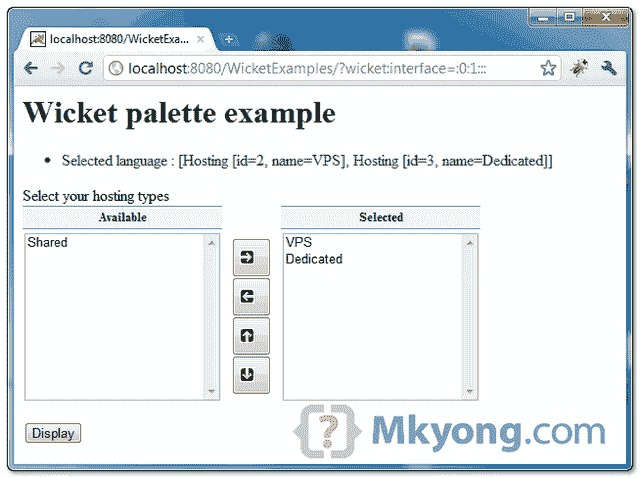 localhost:8080/WicketExa...
localhost:8080/WicketExamples/?wicket:interface=:0:1:::
Wicket palette example
• Selected language : [Hosting [id=2, name=VPS], Hosting [id=3, name=Dedicated]]
Select your hosting types
Available
Selected
Shared
VPS
Dedicated
Display
{?} Mkyong.com